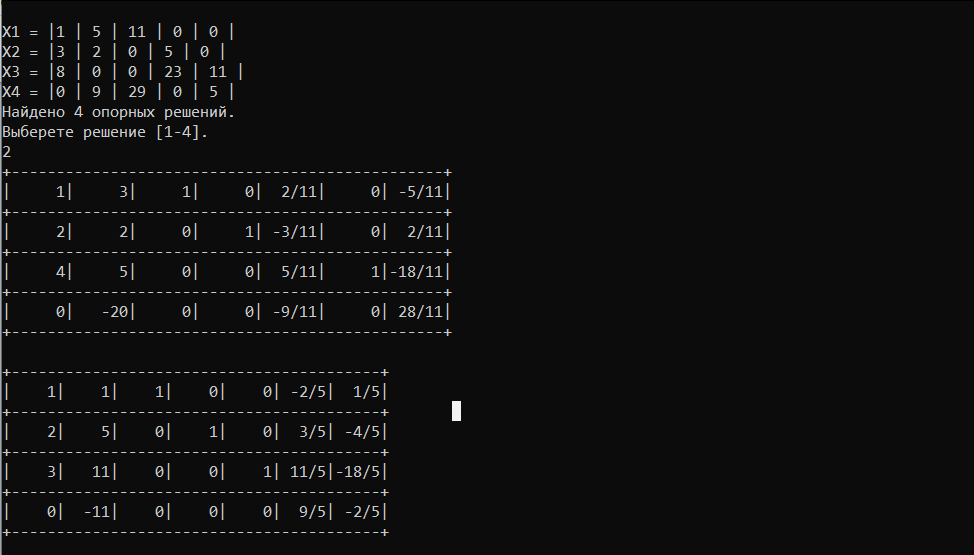 X1 = |1 | 5 | 11 | 0 | 0 |
X2 = |3 | 2 | 0 | 5 | 0 |
X3 = |8 | 0 | 0 | 23 | 11 |
X4 = |0 | 9 | 29 | 0 | 5 |
Найдено 4 опорных решений.
Выберете решение [1-4].
2
+------------------------------------------------+
|     1|     3|     1|     0|  2/11|     0| -5/11|
+------------------------------------------------+
|     2|     2|     0|     1| -3/11|     0|  2/11|
+------------------------------------------------+
|     4|     5|     0|     0|  5/11|     1|-18/11|
+------------------------------------------------+
|     0|   -20|     0|     0| -9/11|     0| 28/11|
+------------------------------------------------+
+-----------------------------------------+
|    1|    1|    1|    0|    0| -2/5|  1/5|
+-----------------------------------------+
|    2|    5|    0|    1|    0|  3/5| -4/5|
+-----------------------------------------+
|    3|   11|    0|    0|    1| 11/5|-18/5|
+-----------------------------------------+
|    0|  -11|    0|    0|    0|  9/5| -2/5|
+-----------------------------------------+